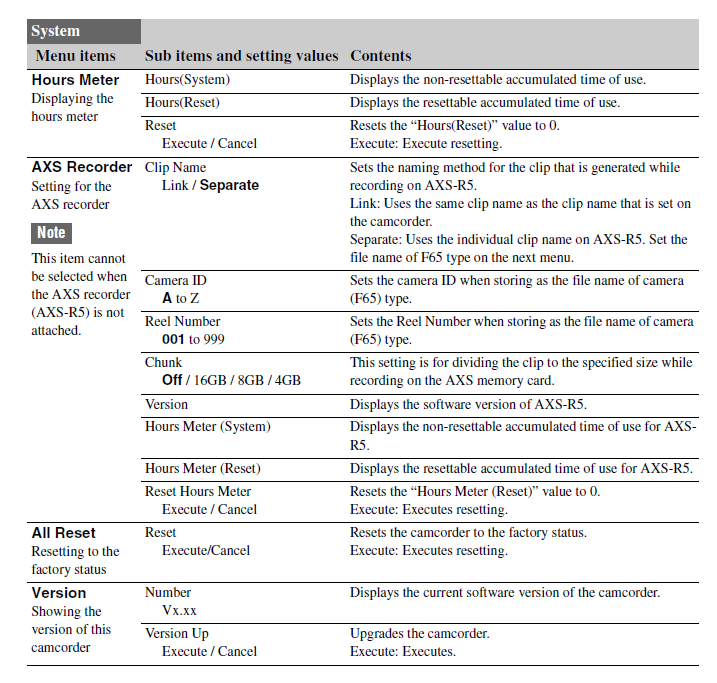 System
Menu items Sub items and setting values Contents
Hours Meter
Displaying the
hours meter
Hours(System) Displays the non-resettable accumulated time of use.
Hours(Reset) Displays the resettable accumulated time of use.
Reset
Execute / Cancel
Resets the “Hours(Reset)” value to 0.
Execute: Execute resetting.
AXS Recorder
Setting for the
AXS recorder
Note
This item cannot
be selected when
the AXS recorder
(AXS-R5) is not
attached.
Clip Name
Link / Separate
Sets the naming method for the clip that is generated while
recording on AXS-R5.
Link: Uses the same clip name as the clip name that is set on
the camcorder.
Separate: Uses the individual clip name on AXS-R5. Set the
file name of F65 type on the next menu.
Camera ID
A to Z
Sets the camera ID when storing as the file name of camera
(F65) type.
Reel Number
001 to 999
Sets the Reel Number when storing as the file name of camera
(F65) type.
Chunk
Off / 16GB / 8GB / 4GB
This setting is for dividing the clip to the specified size while
recording on the AXS memory card.
Version Displays the software version of AXS-R5.
Hours Meter (System)
Displays the non-resettable accumulated time of use for AXS-
R5.
Hours Meter (Reset) Displays the resettable accumulated time of use for AXS-R5.
Reset Hours Meter
Execute / Cancel
Resets the “Hours Meter (Reset)” value to 0.
Execute: Executes resetting.
All Reset
Resetting to the
factory status
Reset
Execute/Cancel
Resets the camcorder to the factory status.
Execute: Executes resetting.
Version
Showing the
version of this
camcorder
Number
Vx.xx
Displays the current software version of the camcorder.
Version Up
Execute / Cancel
Upgrades the camcorder.
Execute: Executes.